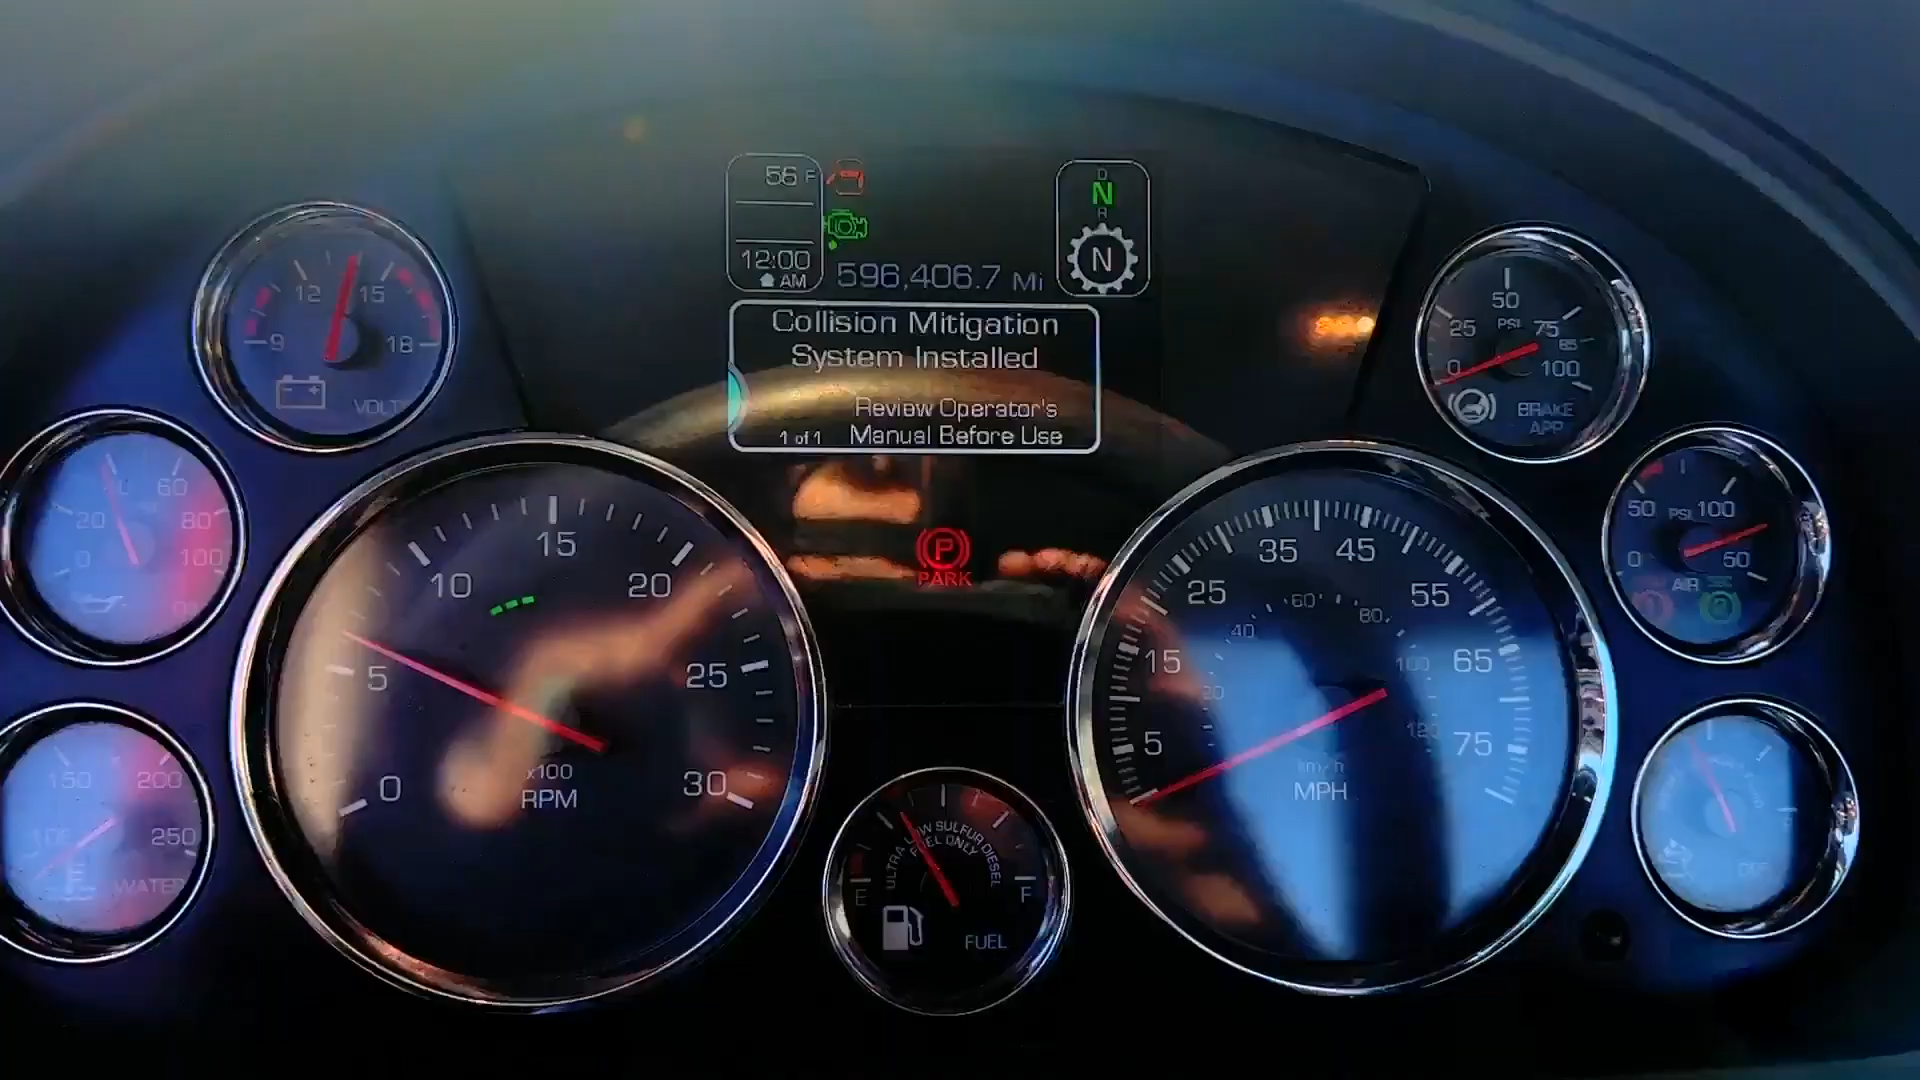 56 F
12:00
AM
596,406.7 Mi
D
N
R
N
Collision Mitigation
System Installed
Review Operator's
1 of 1 Manual Before Use
9 12 15 18
VOLT
0 20 60 80 100
0 25 50 75 85 100
PSI
BRAKE
APP
0 50 100 50
PSI
AIR
1 2
PARK
0 5 10 15 20 25 30
x100
RPM
5 15 25 35 45 55 65 75
20 40 60 80 100 120
km/h
MPH
150 200 250
WATER
ULTRA LOW SULFUR DIESEL
FUEL ONLY
E F
FUEL